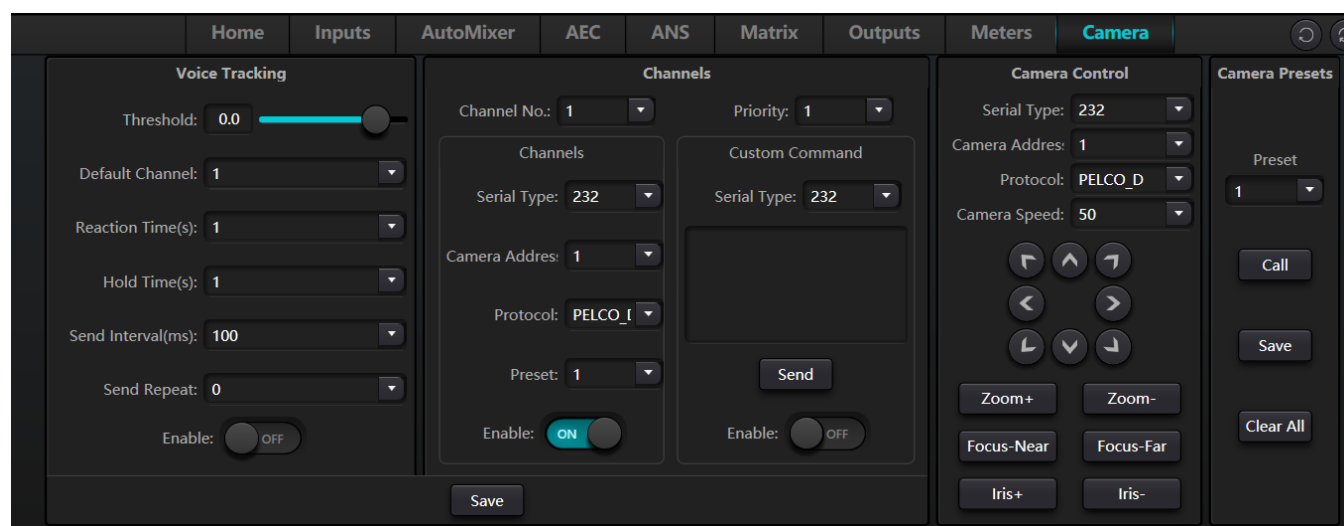 Home Inputs AutoMixer AEC ANS Matrix Outputs Meters Camera
Voice Tracking
Threshold: 0.0
Default Channel: 1
Reaction Time(s): 1
Hold Time(s): 1
Send Interval(ms): 100
Send Repeat: 0
Enable: OFF
Channels
Channel No.: 1 Priority: 1
Channels
Serial Type: 232
Camera Addres: 1
Protocol: PELCO_D
Preset: 1
Enable: ON
Custom Command
Serial Type: 232
Send
Enable: OFF
Save
Camera Control
Serial Type: 232
Camera Addres: 1
Protocol: PELCO_D
Camera Speed: 50
Zoom+ Zoom-
Focus-Near Focus-Far
Iris+ Iris-
Camera Presets
Preset
1
Call
Save
Clear All